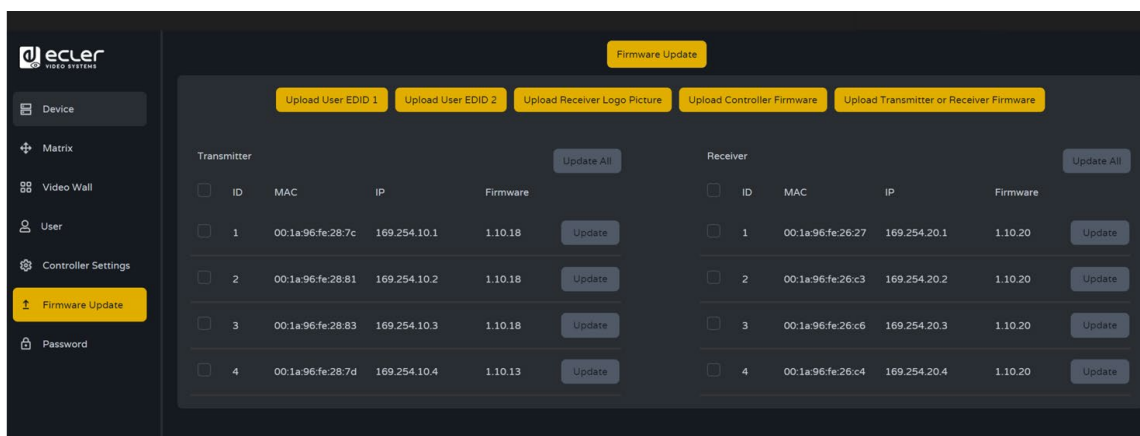 ecler
VIDEO SYSTEMS
Device
Matrix
Video Wall
User
Controller Settings
Firmware Update
Password
Firmware Update
Upload User EDID 1 Upload User EDID 2 Upload Receiver Logo Picture Upload Controller Firmware Upload Transmitter or Receiver Firmware
Transmitter Update All
ID MAC IP Firmware
1 00:1a:96:fe:28:7c 169.254.10.1 1.10.18 Update
2 00:1a:96:fe:28:81 169.254.10.2 1.10.18 Update
3 00:1a:96:fe:28:83 169.254.10.3 1.10.18 Update
4 00:1a:96:fe:28:7d 169.254.10.4 1.10.13 Update
Receiver Update All
ID MAC IP Firmware
1 00:1a:96:fe:26:27 169.254.20.1 1.10.20 Update
2 00:1a:96:fe:26:c3 169.254.20.2 1.10.20 Update
3 00:1a:96:fe:26:c6 169.254.20.3 1.10.20 Update
4 00:1a:96:fe:26:c4 169.254.20.4 1.10.20 Update